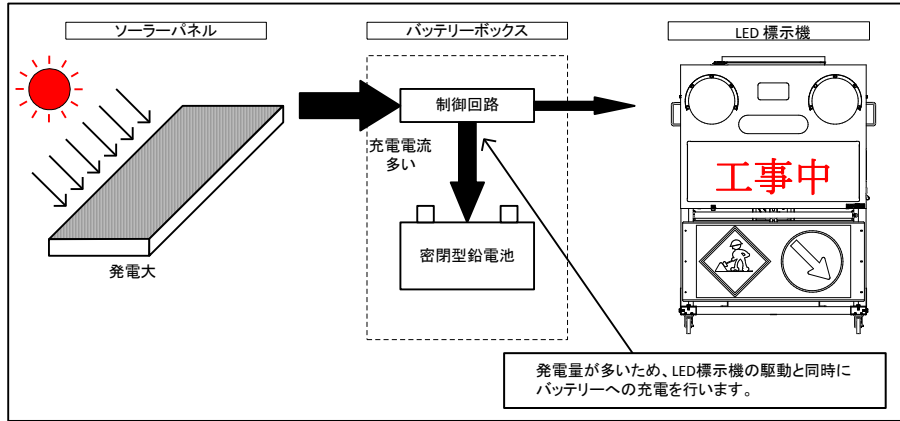 ソーラーパネル
バッテリーボックス
LED 標示機
制御回路
充電電流
多い
工事中
密閉型鉛電池
発電大
発電量が多いため、LED標示機の駆動と同時に
バッテリーへの充電を行います。